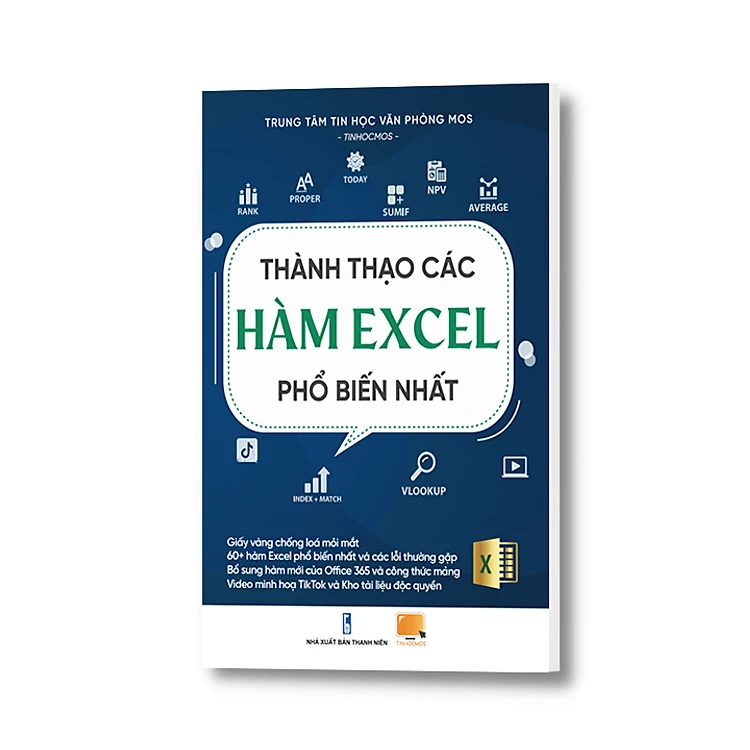 TRUNG TÂM TIN HỌC VĂN PHÒNG MOS
- TINHOCMOS -
RANK
PROPER
TODAY
SUMIF
NPV
AVERAGE
THÀNH THẠO CÁC
HÀM EXCEL
PHỔ BIẾN NHẤT
INDEX + MATCH
VLOOKUP
Giấy vàng chống loá mỏi mắt
60+ hàm Excel phổ biến nhất và các lỗi thường gặp
Bổ sung hàm mới của Office 365 và công thức mảng
Video minh hoạ TikTok và Kho tài liệu độc quyền
X
NHÀ XUẤT BẢN THANH NIÊN
TINHOCMOS